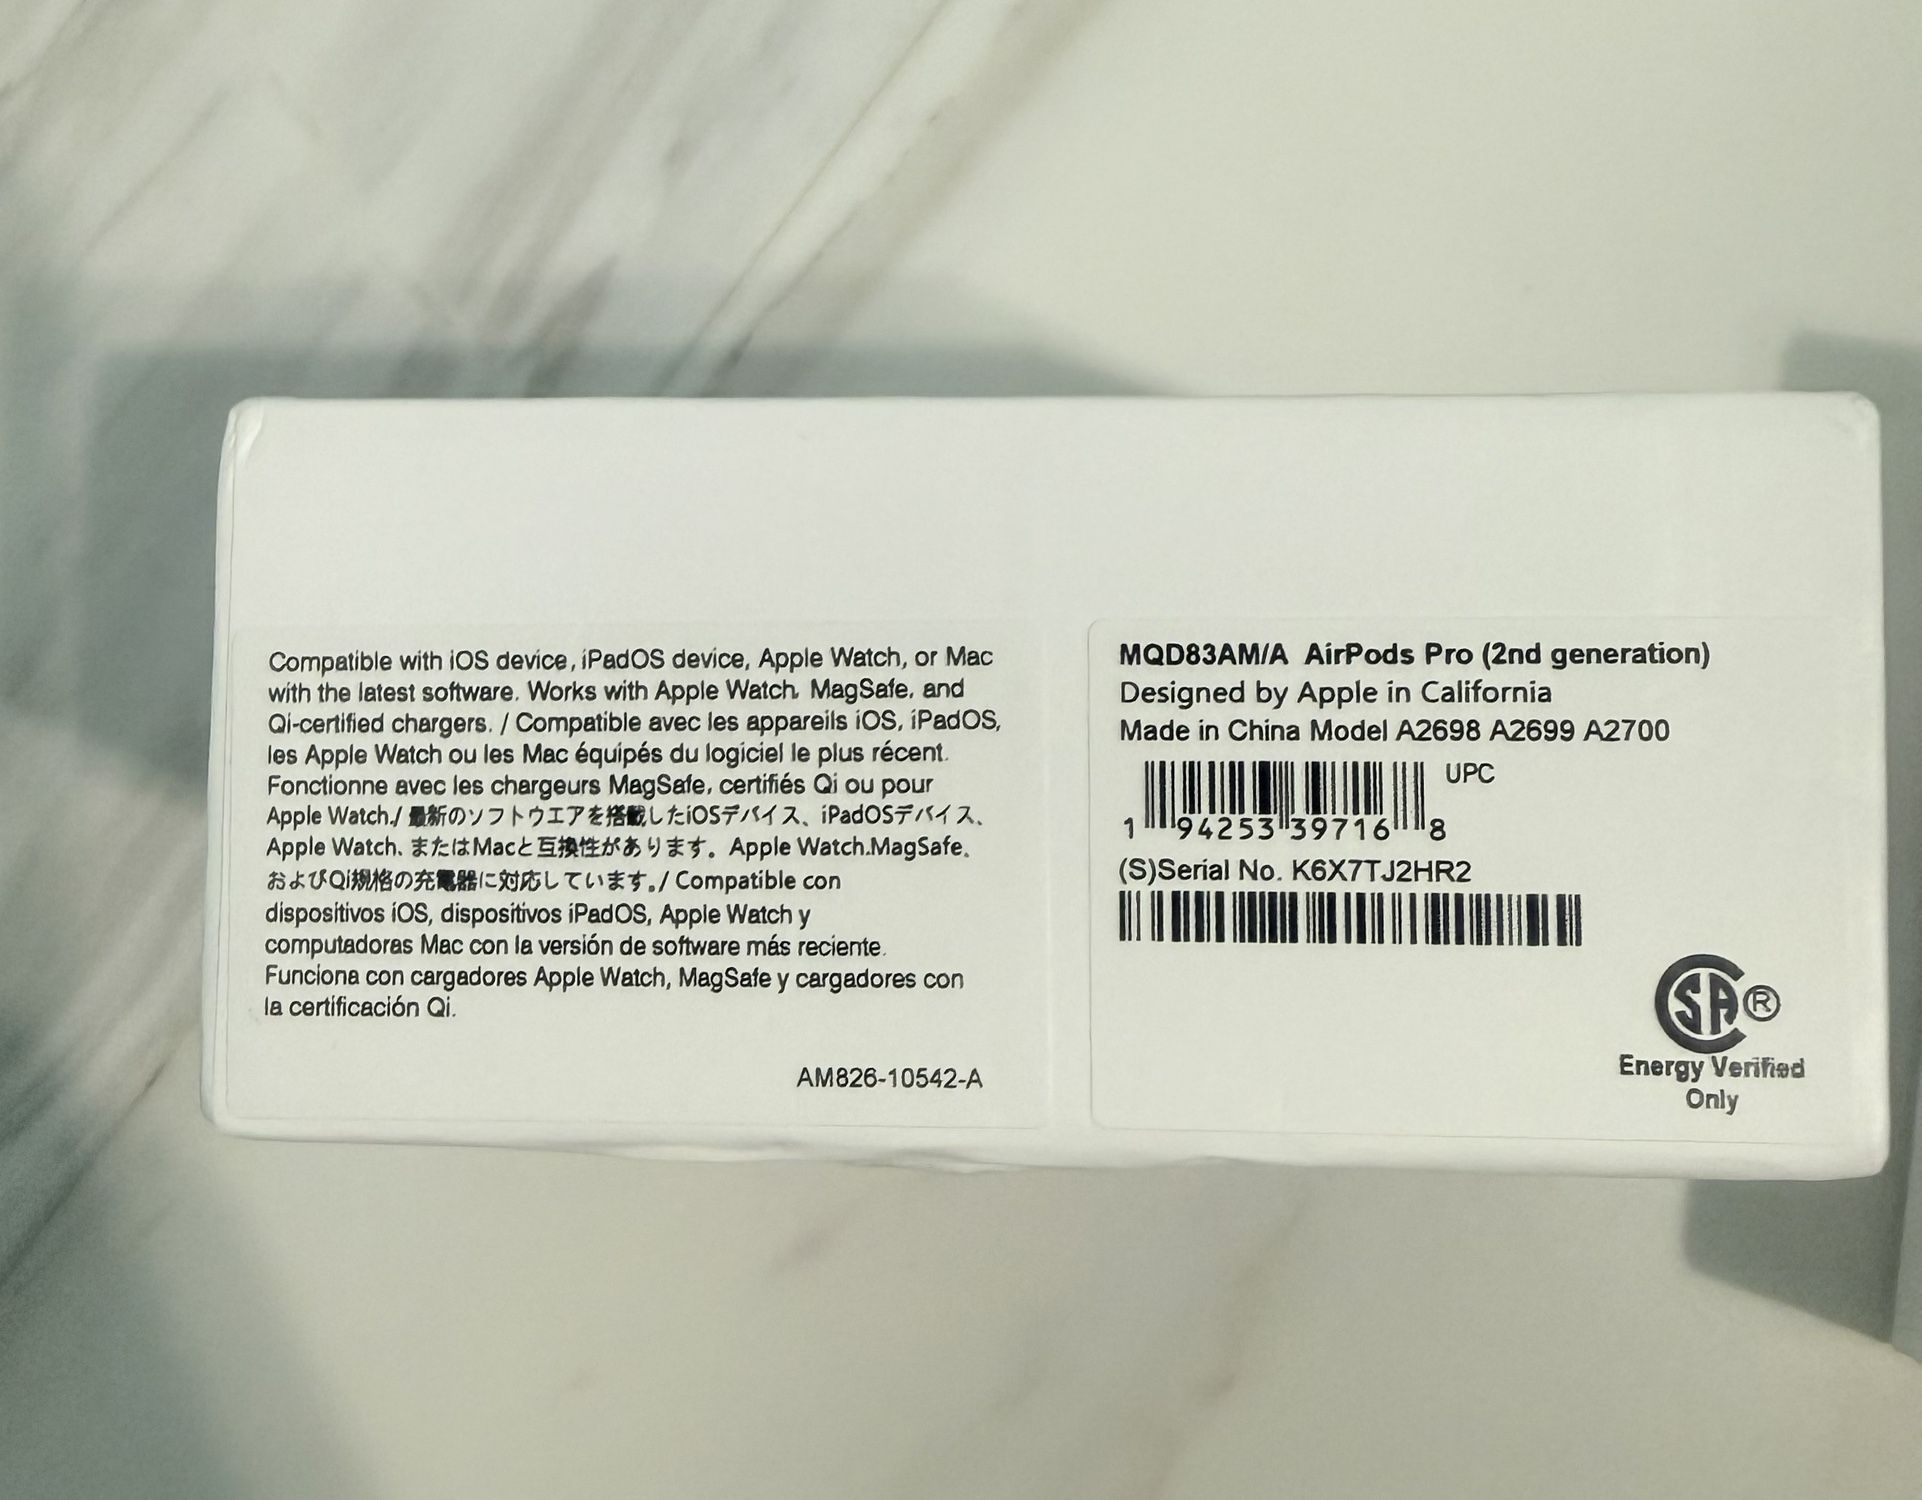 Compatible with iOS device, iPadOS device, Apple Watch, or Mac
with the latest software. Works with Apple Watch, MagSafe, and
Qi-certified chargers. / Compatible avec les appareils iOS, iPadOS,
les Apple Watch ou les Mac équipés du logiciel le plus récent.
Fonctionne avec les chargeurs MagSafe, certifiés Qi ou pour
Apple Watch./ 最新のソフトウエアを搭載したiOSデバイス、iPadOSデバイス、
Apple Watch、またはMacと互換性があります。Apple Watch.MagSafe、
およびQi規格の充電器に対応しています。/ Compatible con
dispositivos iOS, dispositivos iPadOS, Apple Watch y
computadoras Mac con la versión de software más reciente.
Funciona con cargadores Apple Watch, MagSafe y cargadores con
la certificación Qi.
AM826-10542-A
MQD83AM/A AirPods Pro (2nd generation)
Designed by Apple in California
Made in China Model A2698 A2699 A2700
UPC
1 94253 39716 8
(S)Serial No. K6X7TJ2HR2
CSA®
Energy Verified
Only